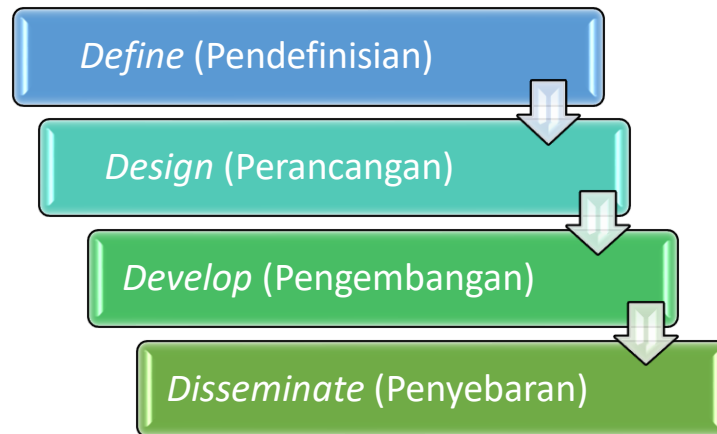 Define (Pendefinisian)
Design (Perancangan)
Develop (Pengembangan)
Disseminate (Penyebaran)